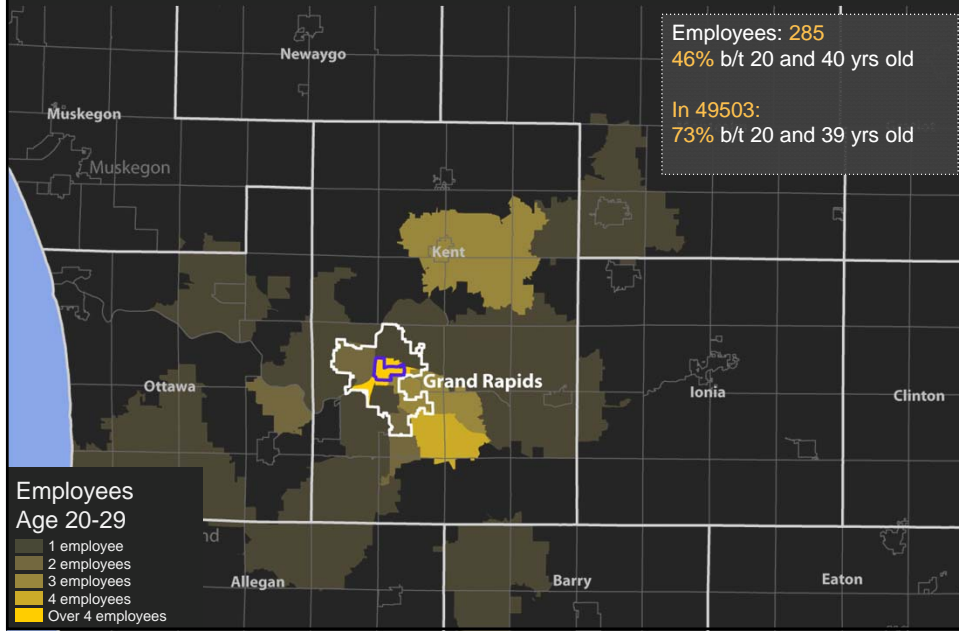 Employees: 285
46% b/t 20 and 40 yrs old
In 49503:
73% b/t 20 and 39 yrs old
Newaygo
Muskegon
Muskegon
Kent
Grand Rapids
Ottawa
Ionia
Clinton
Allegan
Barry
Eaton
Employees
Age 20-29
1 employee
2 employees
3 employees
4 employees
Over 4 employees